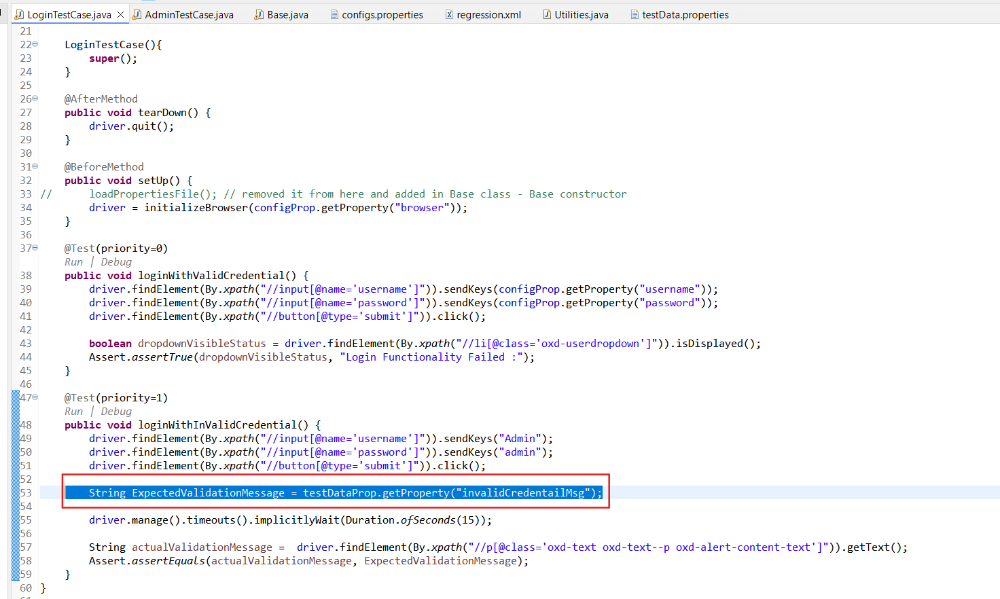 LoginTestCase.java AdminTestCase.java Base.java configs.properties regression.xml Utilities.java testData.properties
21
22 LoginTestCase(){
23 super();
24 }
25
26 @AfterMethod
27 public void tearDown() {
28 driver.quit();
29 }
30
31 @BeforeMethod
32 public void setUp() {
33 // loadPropertiesFile(); // removed it from here and added in Base class - Base constructor
34 driver = initializeBrowser(configProp.getProperty("browser"));
35 }
36
37 @Test(priority=0)
Run | Debug
38 public void loginWithValidCredential() {
39 driver.findElement(By.xpath("//input[@name='username']")).sendKeys(configProp.getProperty("username"));
40 driver.findElement(By.xpath("//input[@name='password']")).sendKeys(configProp.getProperty("password"));
41 driver.findElement(By.xpath("//button[@type='submit']")).click();
42
43 boolean dropdownVisibleStatus = driver.findElement(By.xpath("//li[@class='oxd-userdropdown']")).isDisplayed();
44 Assert.assertTrue(dropdownVisibleStatus, "Login Functionality Failed :");
45 }
46
47 @Test(priority=1)
Run | Debug
48 public void loginWithInValidCredential() {
49 driver.findElement(By.xpath("//input[@name='username']")).sendKeys("Admin");
50 driver.findElement(By.xpath("//input[@name='password']")).sendKeys("admin");
51 driver.findElement(By.xpath("//button[@type='submit']")).click();
52
53 String ExpectedValidationMessage = testDataProp.getProperty("invalidCredentailMsg");
54
55 driver.manage().timeouts().implicitlyWait(Duration.ofSeconds(15));
56
57 String actualValidationMessage = driver.findElement(By.xpath("//p[@class='oxd-text oxd-text--p oxd-alert-content-text']")).getText();
58 Assert.assertEquals(actualValidationMessage, ExpectedValidationMessage);
59 }
60 }